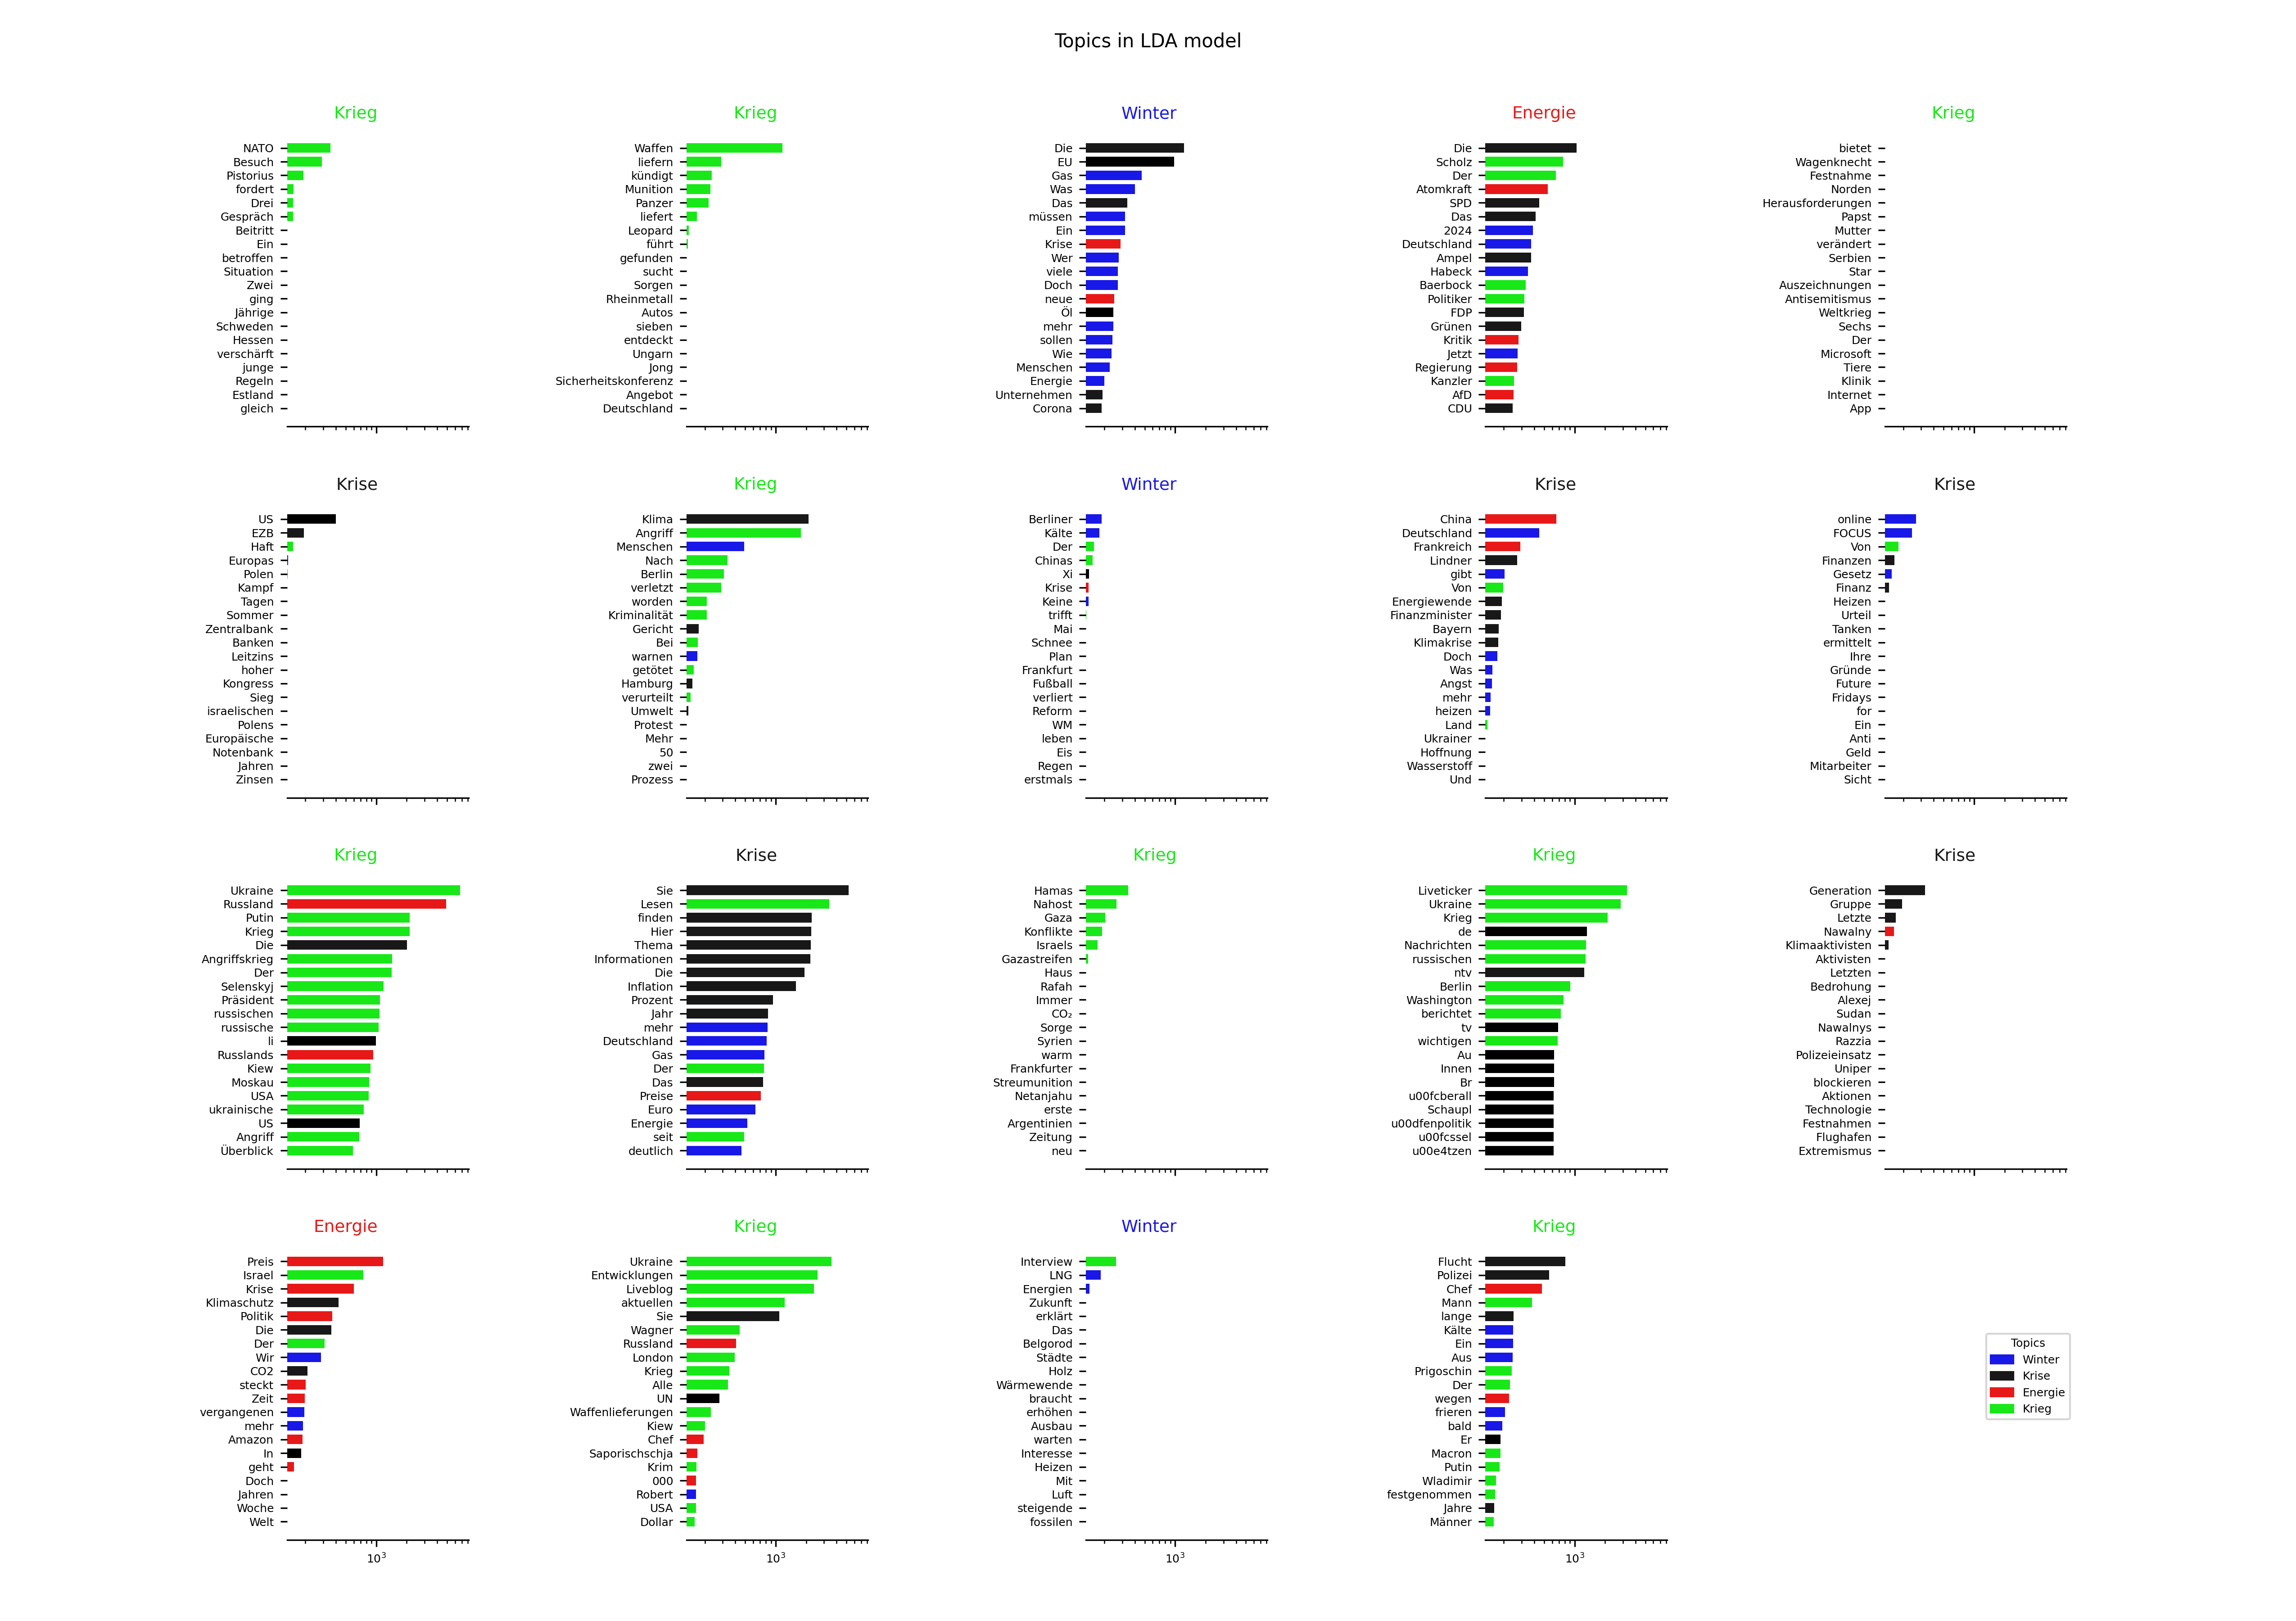 Topics in LDA model
Krieg
NATO
Besuch
Pistorius
fordert
Drei
Gespräch
Beitritt
Ein
betroffen
Situation
Zwei
ging
Jährige
Schweden
Hessen
verschärft
junge
Regeln
Estland
gleich
Krieg
Waffen
liefern
kündigt
Munition
Panzer
liefert
Leopard
führt
gefunden
sucht
Sorgen
Rheinmetall
Autos
sieben
entdeckt
Ungarn
Jong
Sicherheitskonferenz
Angebot
Deutschland
Winter
Die
EU
Gas
Was
Das
müssen
Ein
Krise
Wer
viele
Doch
neue
Öl
mehr
sollen
Wie
Menschen
Energie
Unternehmen
Corona
Energie
Die
Scholz
Der
Atomkraft
SPD
Das
2024
Deutschland
Ampel
Habeck
Baerbock
Politiker
FDP
Grünen
Kritik
Jetzt
Regierung
Kanzler
AfD
CDU
Krieg
bietet
Wagenknecht
Festnahme
Norden
Herausforderungen
Papst
Mutter
verändert
Serbien
Star
Auszeichnungen
Antisemitismus
Weltkrieg
Sechs
Der
Microsoft
Tiere
Klinik
Internet
App
Krise
US
EZB
Haft
Europas
Polen
Kampf
Tagen
Sommer
Zentralbank
Banken
Leitzins
hoher
Kongress
Sieg
israelischen
Polens
Europäische
Notenbank
Jahren
Zinsen
Krieg
Klima
Angriff
Menschen
Nach
Berlin
verletzt
worden
Kriminalität
Gericht
Bei
warnen
getötet
Hamburg
verurteilt
Umwelt
Protest
Mehr
50
zwei
Prozess
Winter
Berliner
Kälte
Der
Chinas
Xi
Krise
Keine
trifft
Mai
Schnee
Plan
Frankfurt
Fußball
verliert
Reform
WM
leben
Eis
Regen
erstmals
Krise
China
Deutschland
Frankreich
Lindner
gibt
Von
Energiewende
Finanzminister
Bayern
Klimakrise
Doch
Was
Angst
mehr
heizen
Land
Ukrainer
Hoffnung
Wasserstoff
Und
Krise
online
FOCUS
Von
Finanzen
Gesetz
Finanz
Heizen
Urteil
Tanken
ermittelt
Ihre
Gründe
Future
Fridays
for
Ein
Anti
Geld
Mitarbeiter
Sicht
Krieg
Ukraine
Russland
Putin
Krieg
Die
Angriffskrieg
Der
Selenskyj
Präsident
russischen
russische
li
Russlands
Kiew
Moskau
USA
ukrainische
US
Angriff
Überblick
Krise
Sie
Lesen
finden
Hier
Thema
Informationen
Die
Inflation
Prozent
Jahr
mehr
Deutschland
Gas
Der
Das
Preise
Euro
Energie
seit
deutlich
Krieg
Hamas
Nahost
Gaza
Konflikte
Israels
Gazastreifen
Haus
Rafah
Immer
CO₂
Sorge
Syrien
warm
Frankfurter
Streumunition
Netanjahu
erste
Argentinien
Zeitung
neu
Krieg
Liveticker
Ukraine
Krieg
de
Nachrichten
russischen
ntv
Berlin
Washington
berichtet
tv
wichtigen
Au
Innen
Br
u00fcberall
Schaupl
u00dfenpolitik
u00fcssel
u00e4tzen
Krise
Generation
Gruppe
Letzte
Nawalny
Klimaaktivisten
Aktivisten
Letzten
Bedrohung
Alexej
Sudan
Nawalnys
Razzia
Polizeieinsatz
Uniper
blockieren
Aktionen
Technologie
Festnahmen
Flughafen
Extremismus
Energie
Preis
Israel
Krise
Klimaschutz
Politik
Die
Der
Wir
CO2
steckt
Zeit
vergangenen
mehr
Amazon
In
geht
Doch
Jahren
Woche
Welt
10³
Krieg
Ukraine
Entwicklungen
Liveblog
aktuellen
Sie
Wagner
Russland
London
Krieg
Alle
UN
Waffenlieferungen
Kiew
Chef
Saporischschja
Krim
000
Robert
USA
Dollar
10³
Winter
Interview
LNG
Energien
Zukunft
erklärt
Das
Belgorod
Städte
Holz
Wärmewende
braucht
erhöhen
Ausbau
warten
Interesse
Heizen
Mit
Luft
steigende
fossilen
10³
Krieg
Flucht
Polizei
Chef
Mann
lange
Kälte
Ein
Aus
Prigoschin
Der
wegen
frieren
bald
Er
Macron
Putin
Wladimir
festgenommen
Jahre
Männer
10³
Topics
Winter
Krise
Energie
Krieg